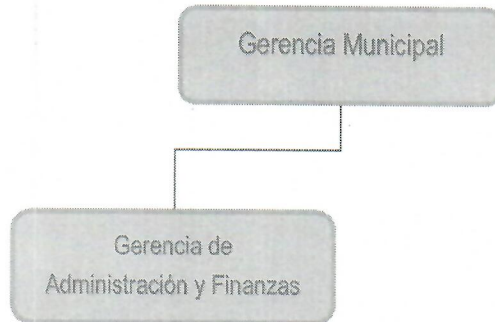 Gerencia Municipal
Gerencia de
Administración y Finanzas